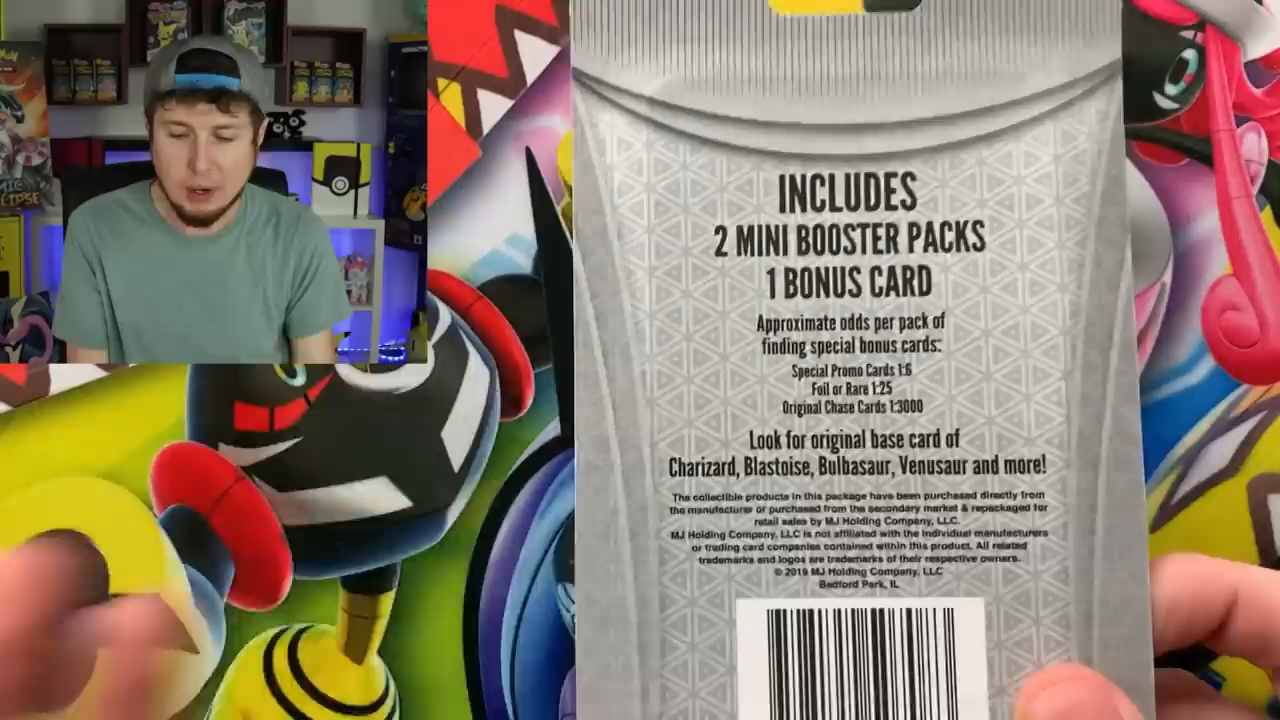 MIC
LIPSE
INCLUDES
2 MINI BOOSTER PACKS
1 BONUS CARD
Approximate odds per pack of
finding special bonus cards:
Special Promo Cards 1:6
Foil or Rare 1:25
Original Chase Cards 1:3000
Look for original base card of
Charizard, Blastoise, Bulbasaur, Venusaur and more!
The collectible products in this package have been purchased directly from
the manufacturer or purchased from the secondary market & repackaged for
retail sales by MJ Holding Company, LLC.
MJ Holding Company, LLC is not affiliated with the individual manufacturers
or trading card companies contained within this product. All related
trademarks and logos are trademarks of their respective owners.
© 2019 MJ Holding Company, LLC
Bedford Park, IL